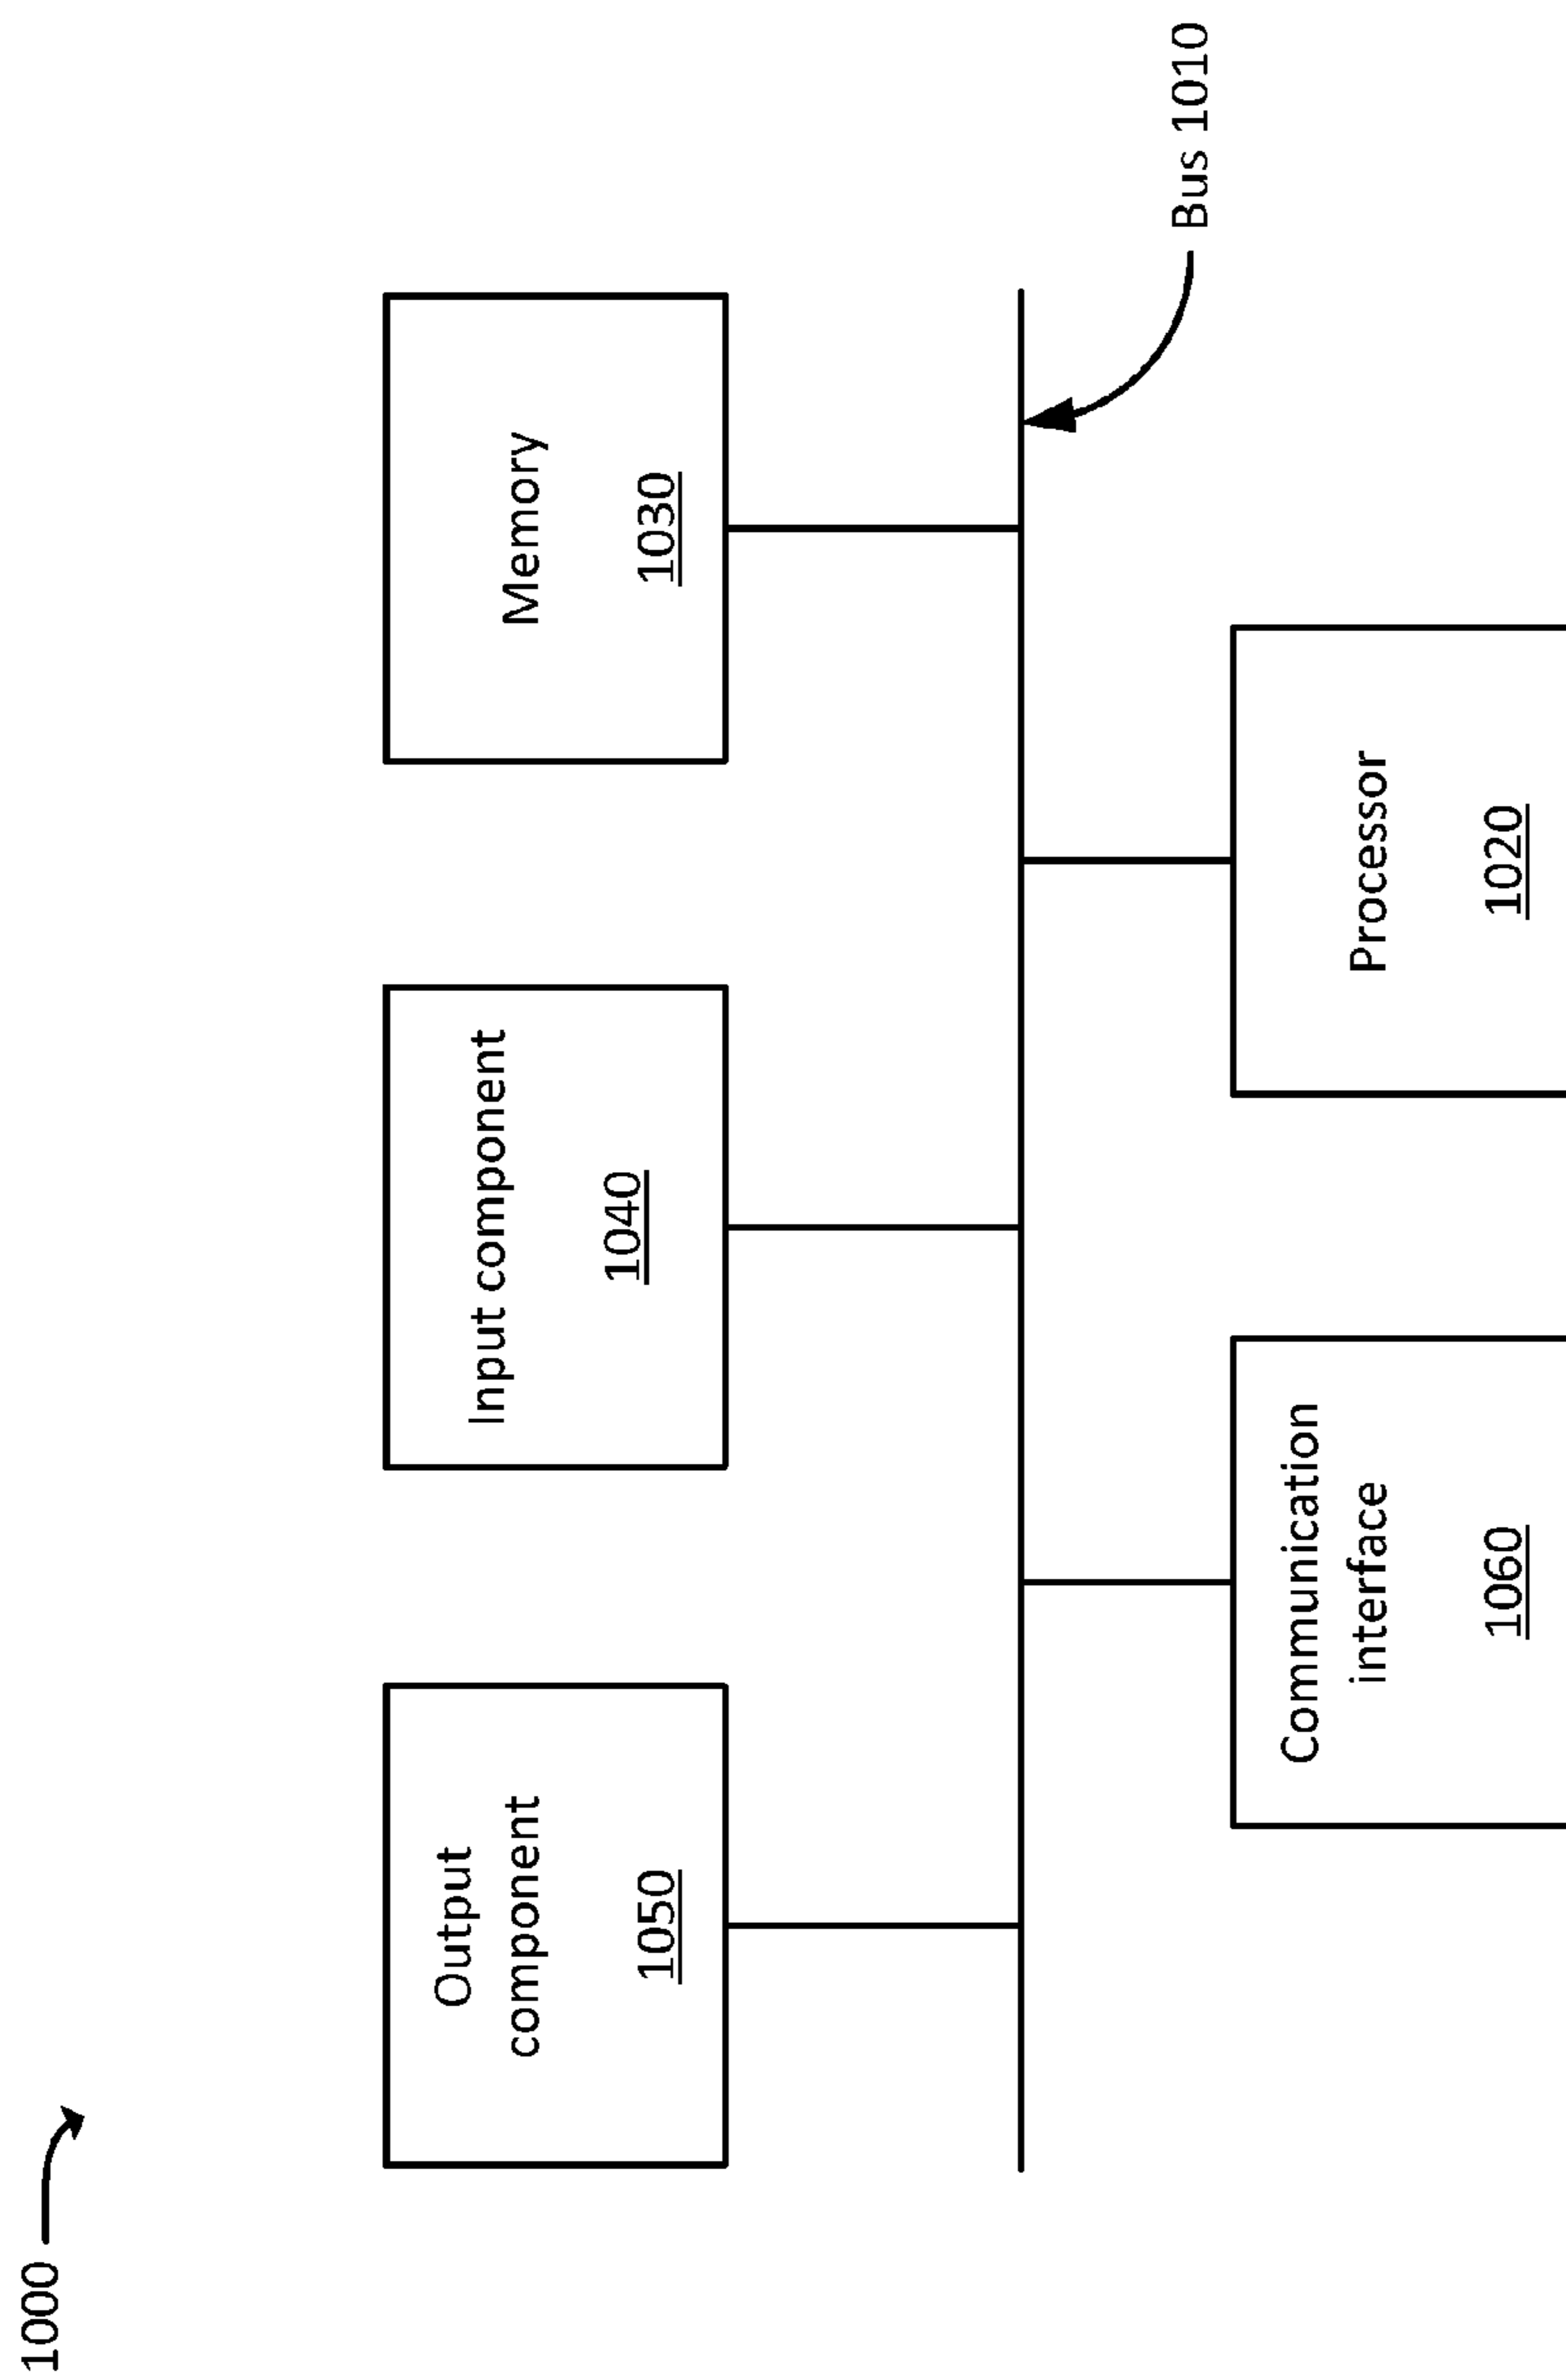 1000
Output
component
1050
Input component
1040
Memory
1030
Bus 1010
Communication
interface
1060
Processor
1020